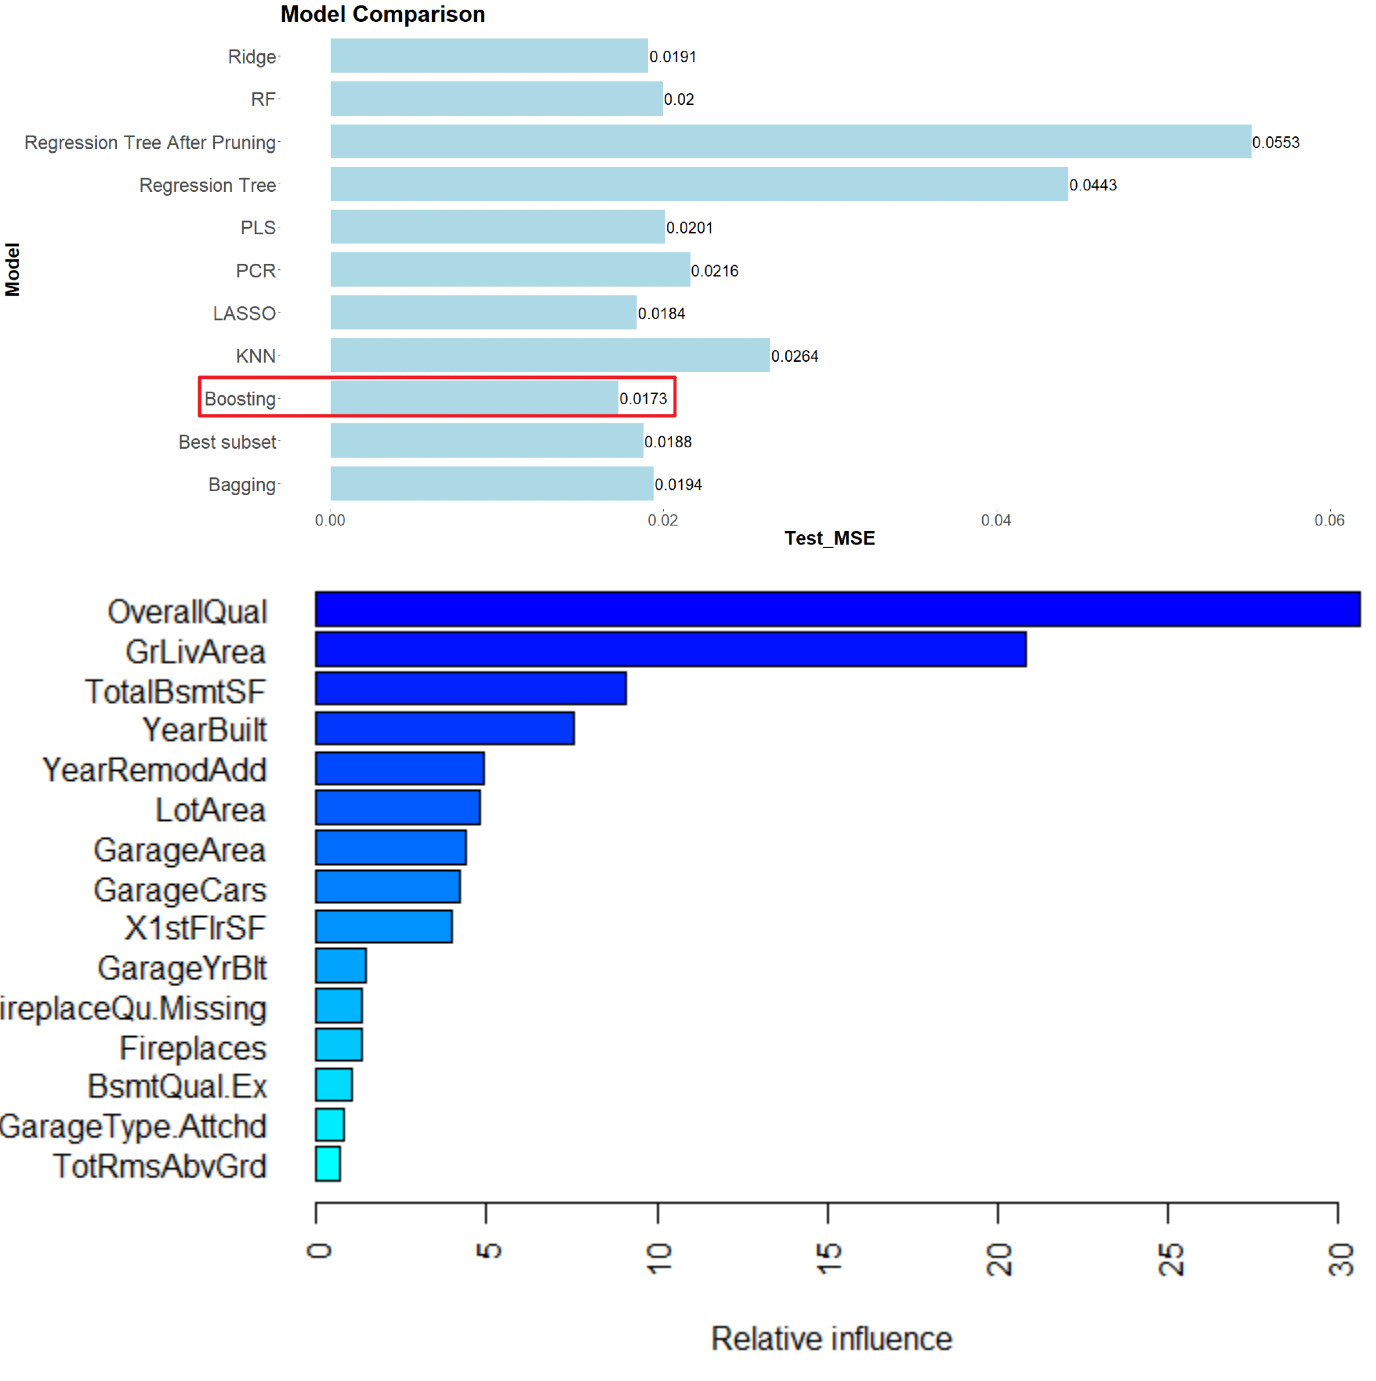 Model Comparison
Ridge 0.0191
RF 0.02
Regression Tree After Pruning 0.0553
Regression Tree 0.0443
PLS 0.0201
PCR 0.0216
LASSO 0.0184
KNN 0.0264
Boosting 0.0173
Best subset 0.0188
Bagging 0.0194
Model
0.00 0.02 0.04 0.06
Test_MSE
OverallQual
GrLivArea
TotalBsmtSF
YearBuilt
YearRemodAdd
LotArea
GarageArea
GarageCars
X1stFlrSF
GarageYrBlt
ireplaceQu.Missing
Fireplaces
BsmtQual.Ex
GarageType.Attchd
TotRmsAbvGrd
0 5 10 15 20 25 30
Relative influence